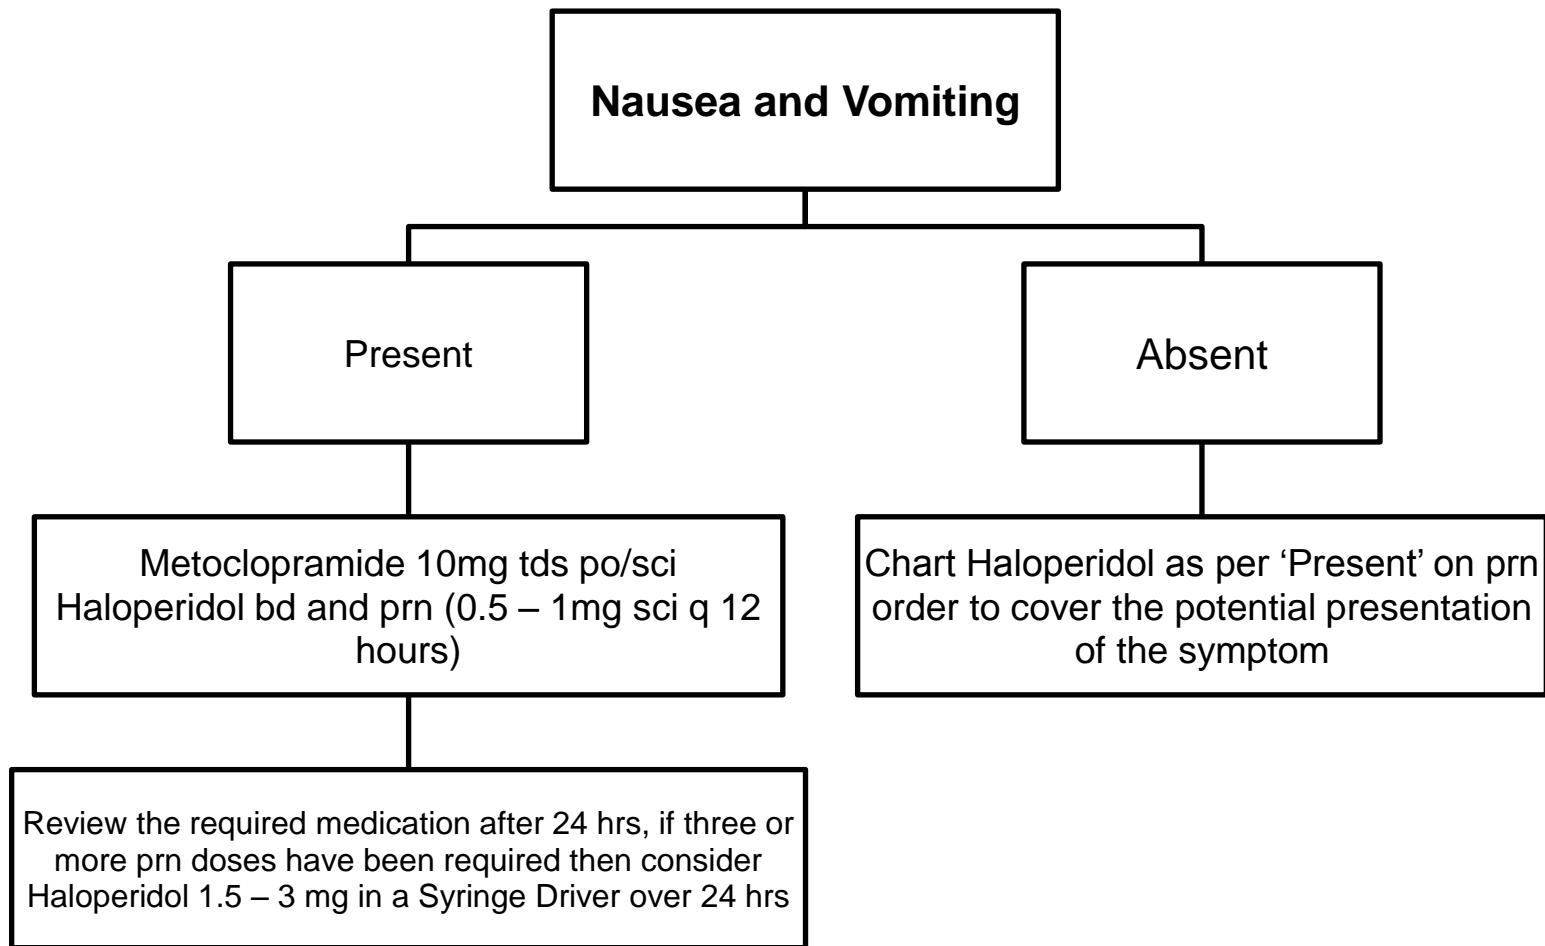 Nausea and Vomiting
Present
Absent
Metoclopramide 10mg tds po/sci
Haloperidol bd and prn (0.5 – 1mg sci q 12
hours)
Chart Haloperidol as per ‘Present’ on prn
order to cover the potential presentation
of the symptom
Review the required medication after 24 hrs, if three or
more prn doses have been required then consider
Haloperidol 1.5 – 3 mg in a Syringe Driver over 24 hrs